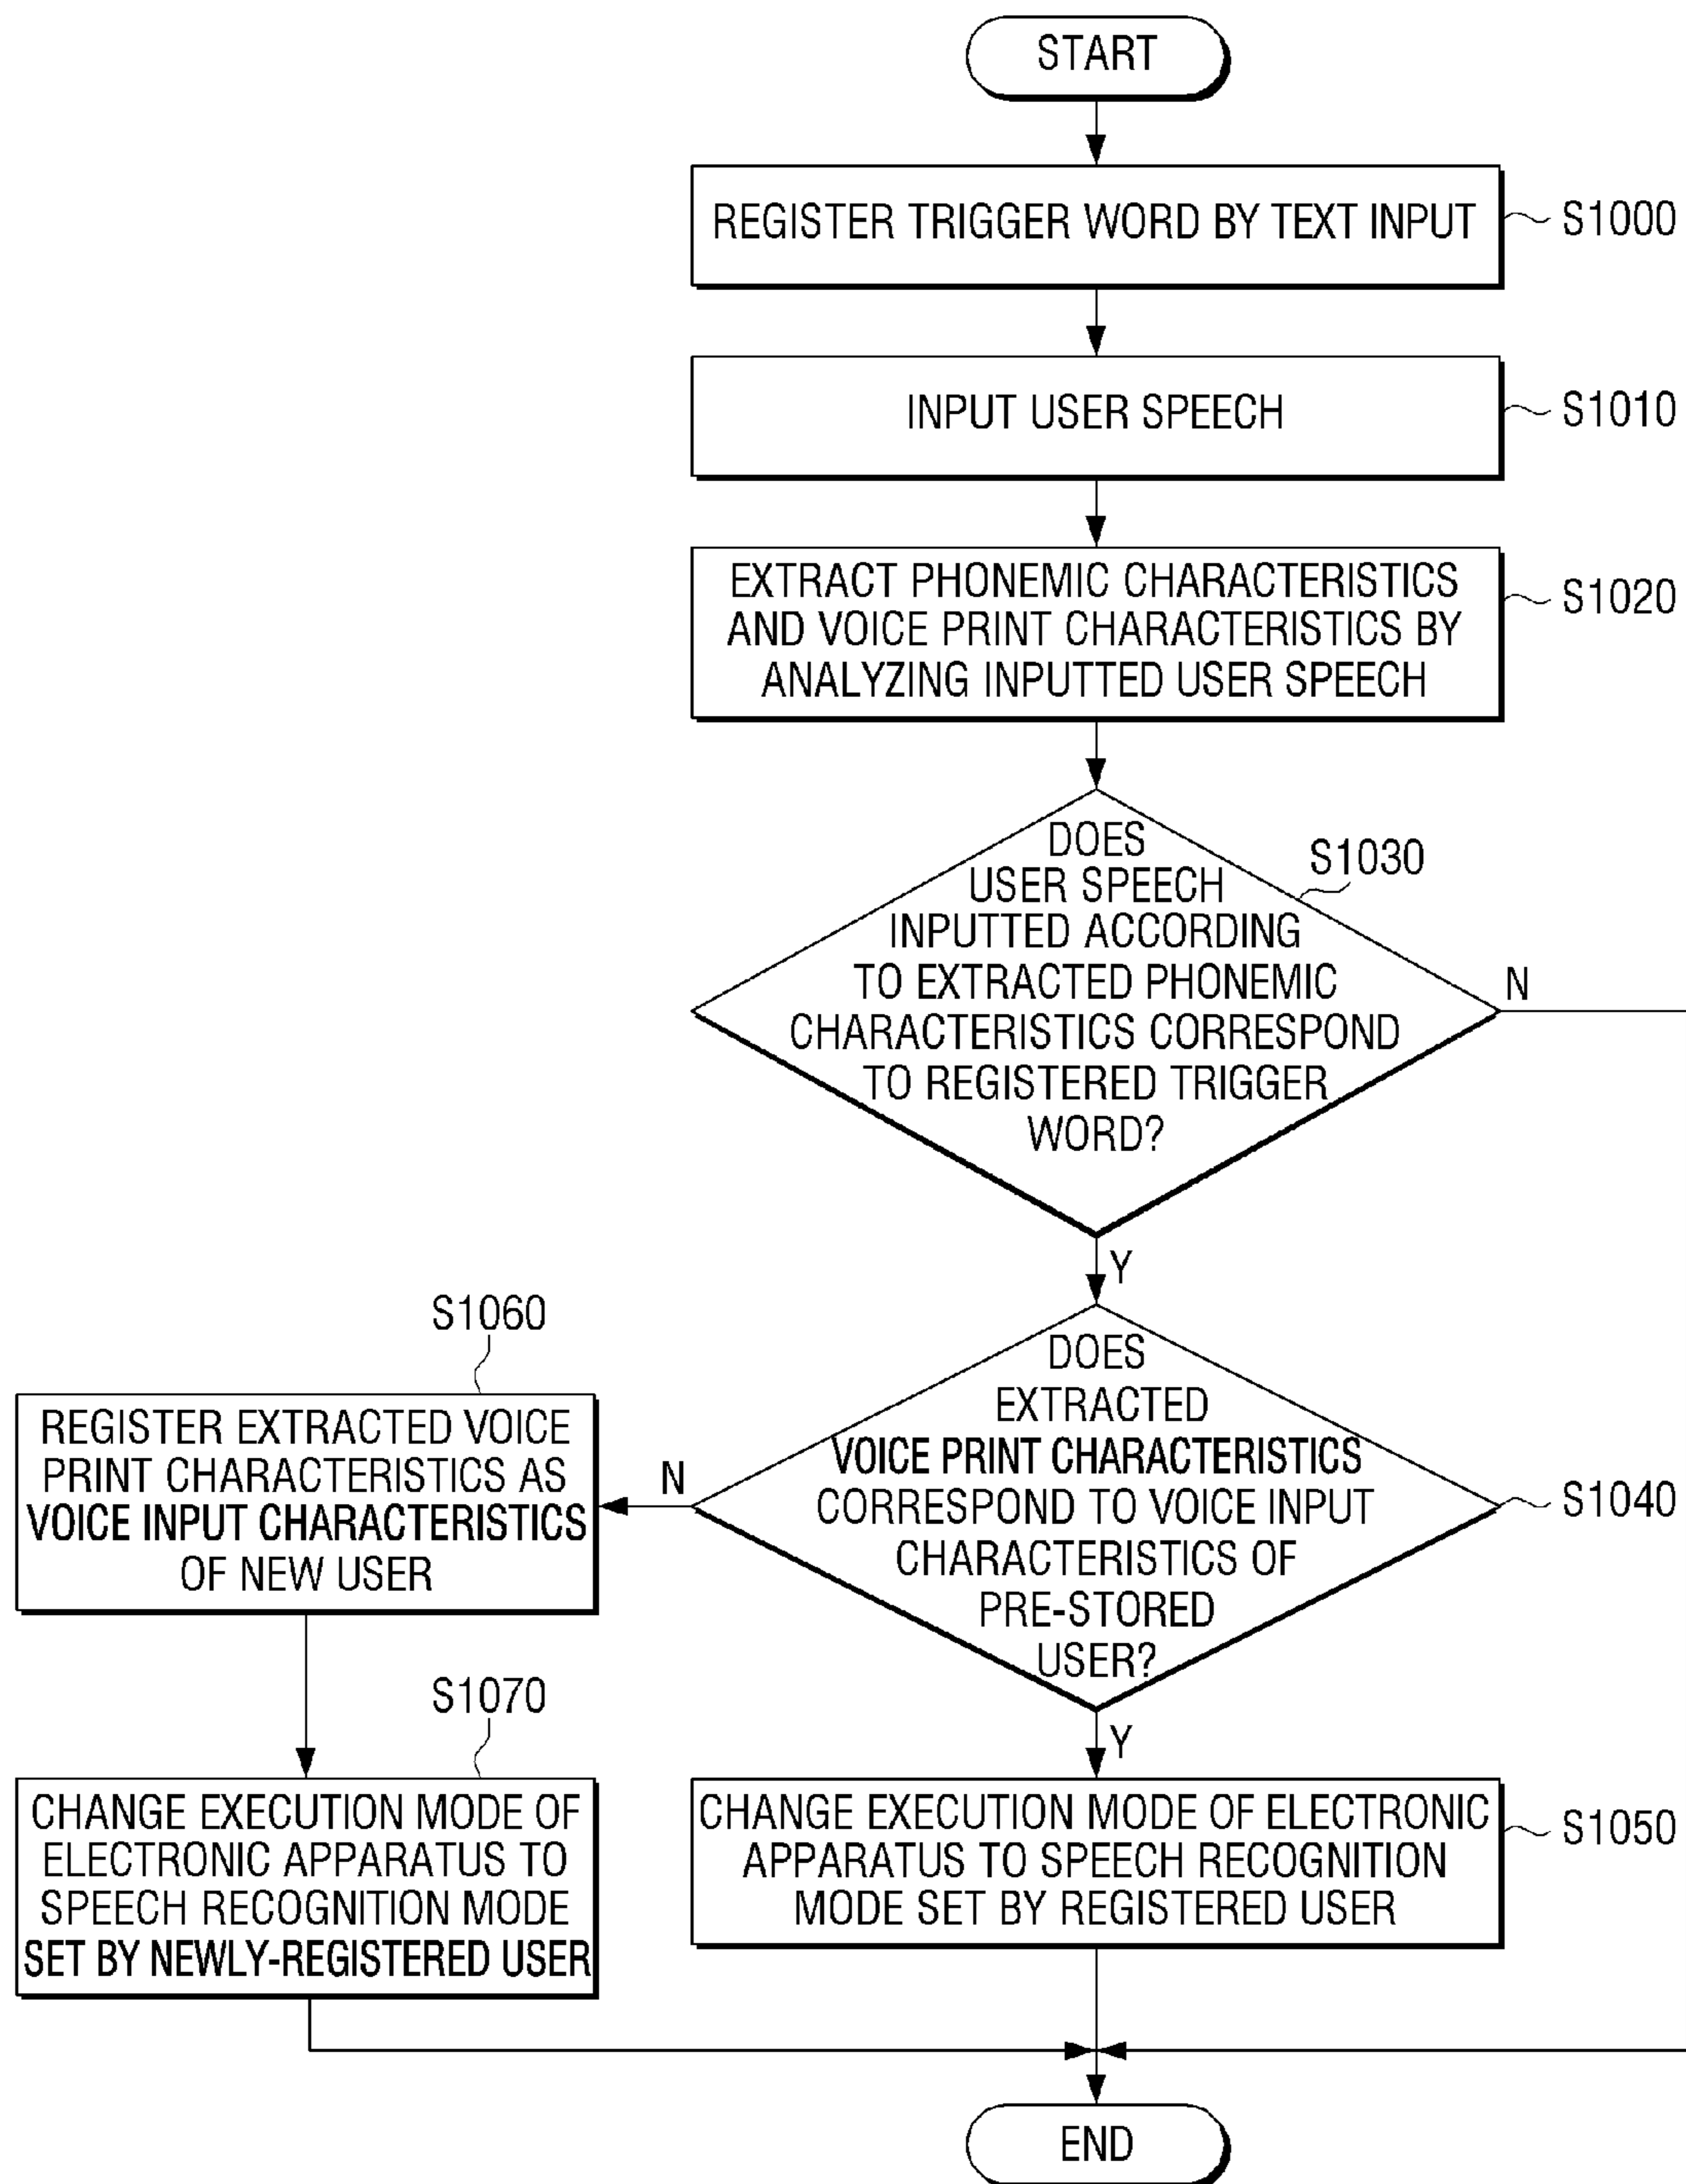 START
REGISTER TRIGGER WORD BY TEXT INPUT
S1000
INPUT USER SPEECH
S1010
EXTRACT PHONEMIC CHARACTERISTICS
AND VOICE PRINT CHARACTERISTICS BY
ANALYZING INPUTTED USER SPEECH
S1020
DOES
USER SPEECH
INPUTTED ACCORDING
TO EXTRACTED PHONEMIC
CHARACTERISTICS CORRESPOND
TO REGISTERED TRIGGER
WORD?
S1030
N
Y
DOES
EXTRACTED
VOICE PRINT CHARACTERISTICS
CORRESPOND TO VOICE INPUT
CHARACTERISTICS OF
PRE-STORED
USER?
S1040
N
Y
S1060
REGISTER EXTRACTED VOICE
PRINT CHARACTERISTICS AS
VOICE INPUT CHARACTERISTICS
OF NEW USER
S1070
CHANGE EXECUTION MODE OF
ELECTRONIC APPARATUS TO
SPEECH RECOGNITION MODE
SET BY NEWLY-REGISTERED USER
CHANGE EXECUTION MODE OF ELECTRONIC
APPARATUS TO SPEECH RECOGNITION
MODE SET BY REGISTERED USER
S1050
END